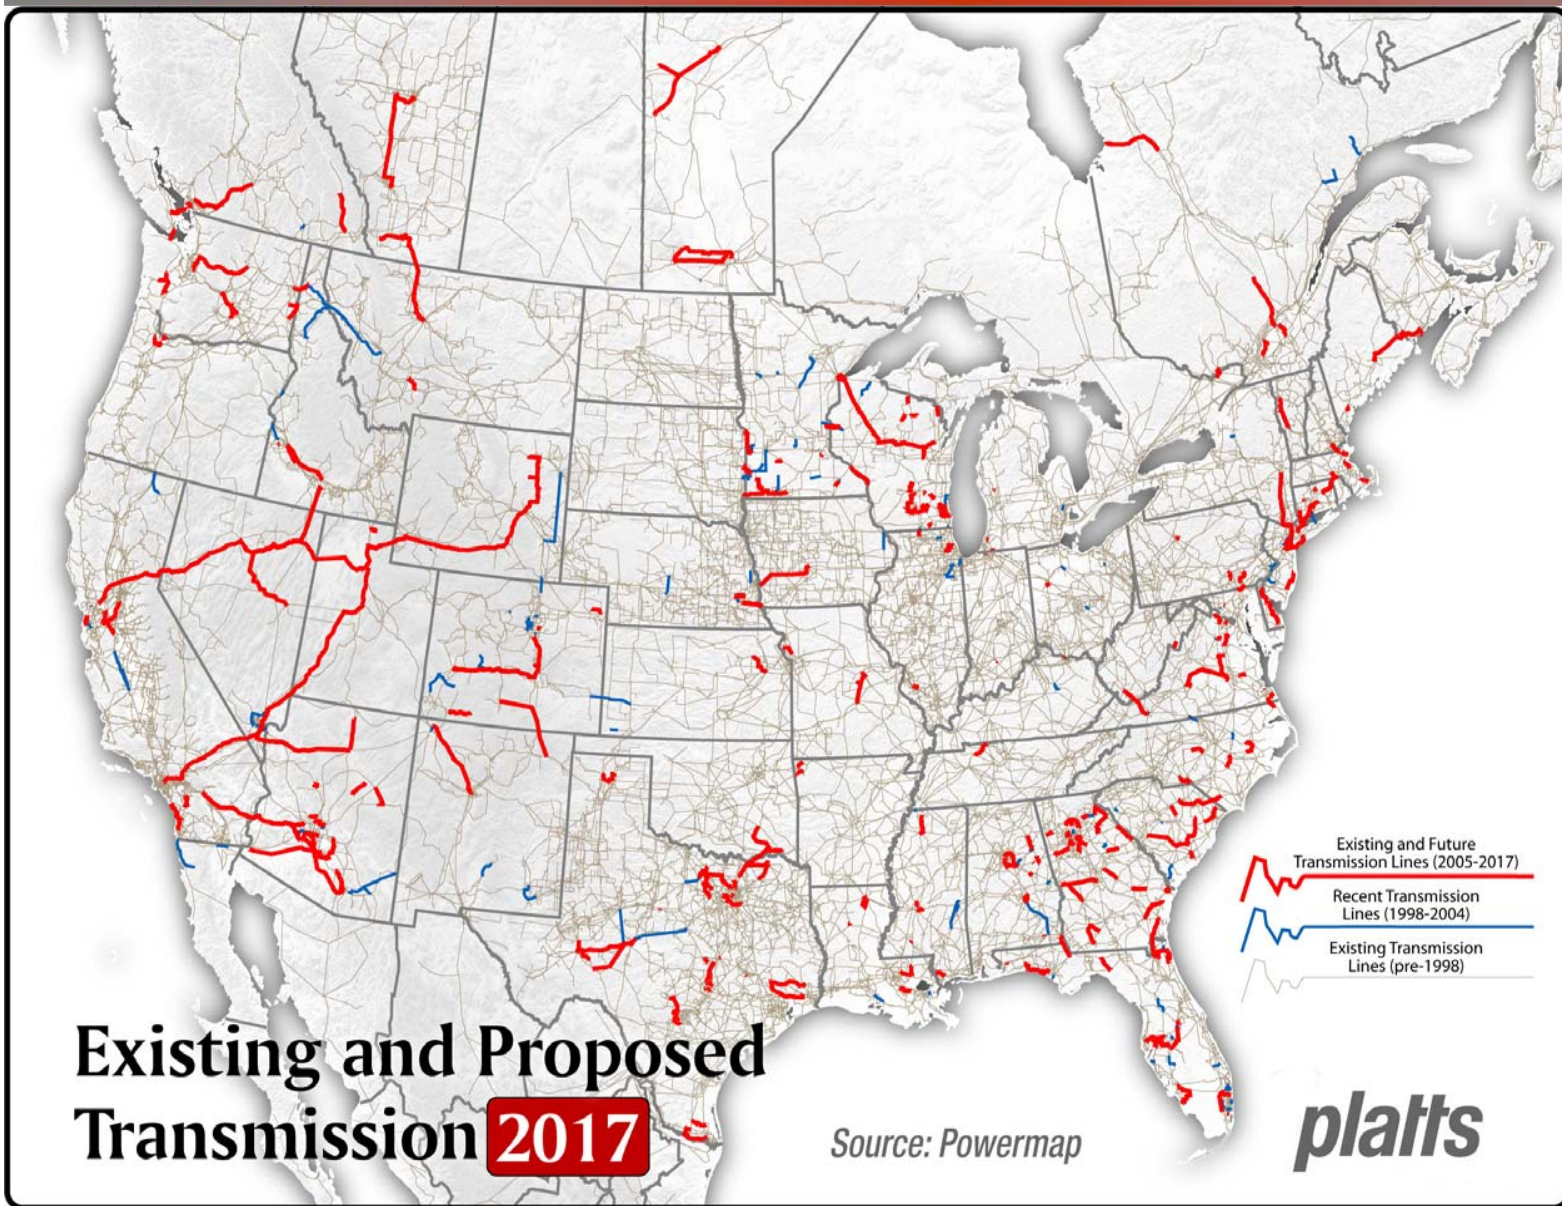 Existing and Future
Transmission Lines (2005-2017)
Recent Transmission
Lines (1998-2004)
Existing Transmission
Lines (pre-1998)
Existing and Proposed
Transmission 2017
Source: Powermap
platts